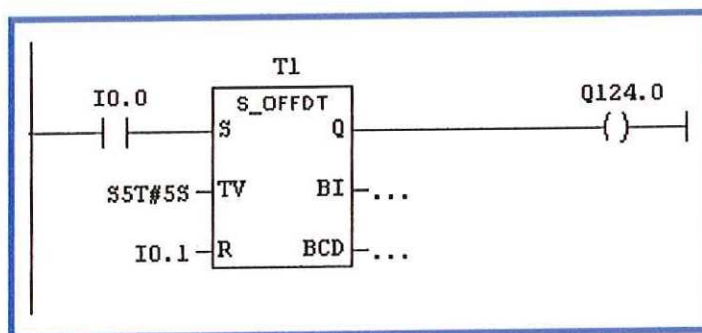 T1
I0.0
S_OFFDT
Q124.0
S
Q
S5T#5S
TV
BI
...
I0.1
R
BCD
...